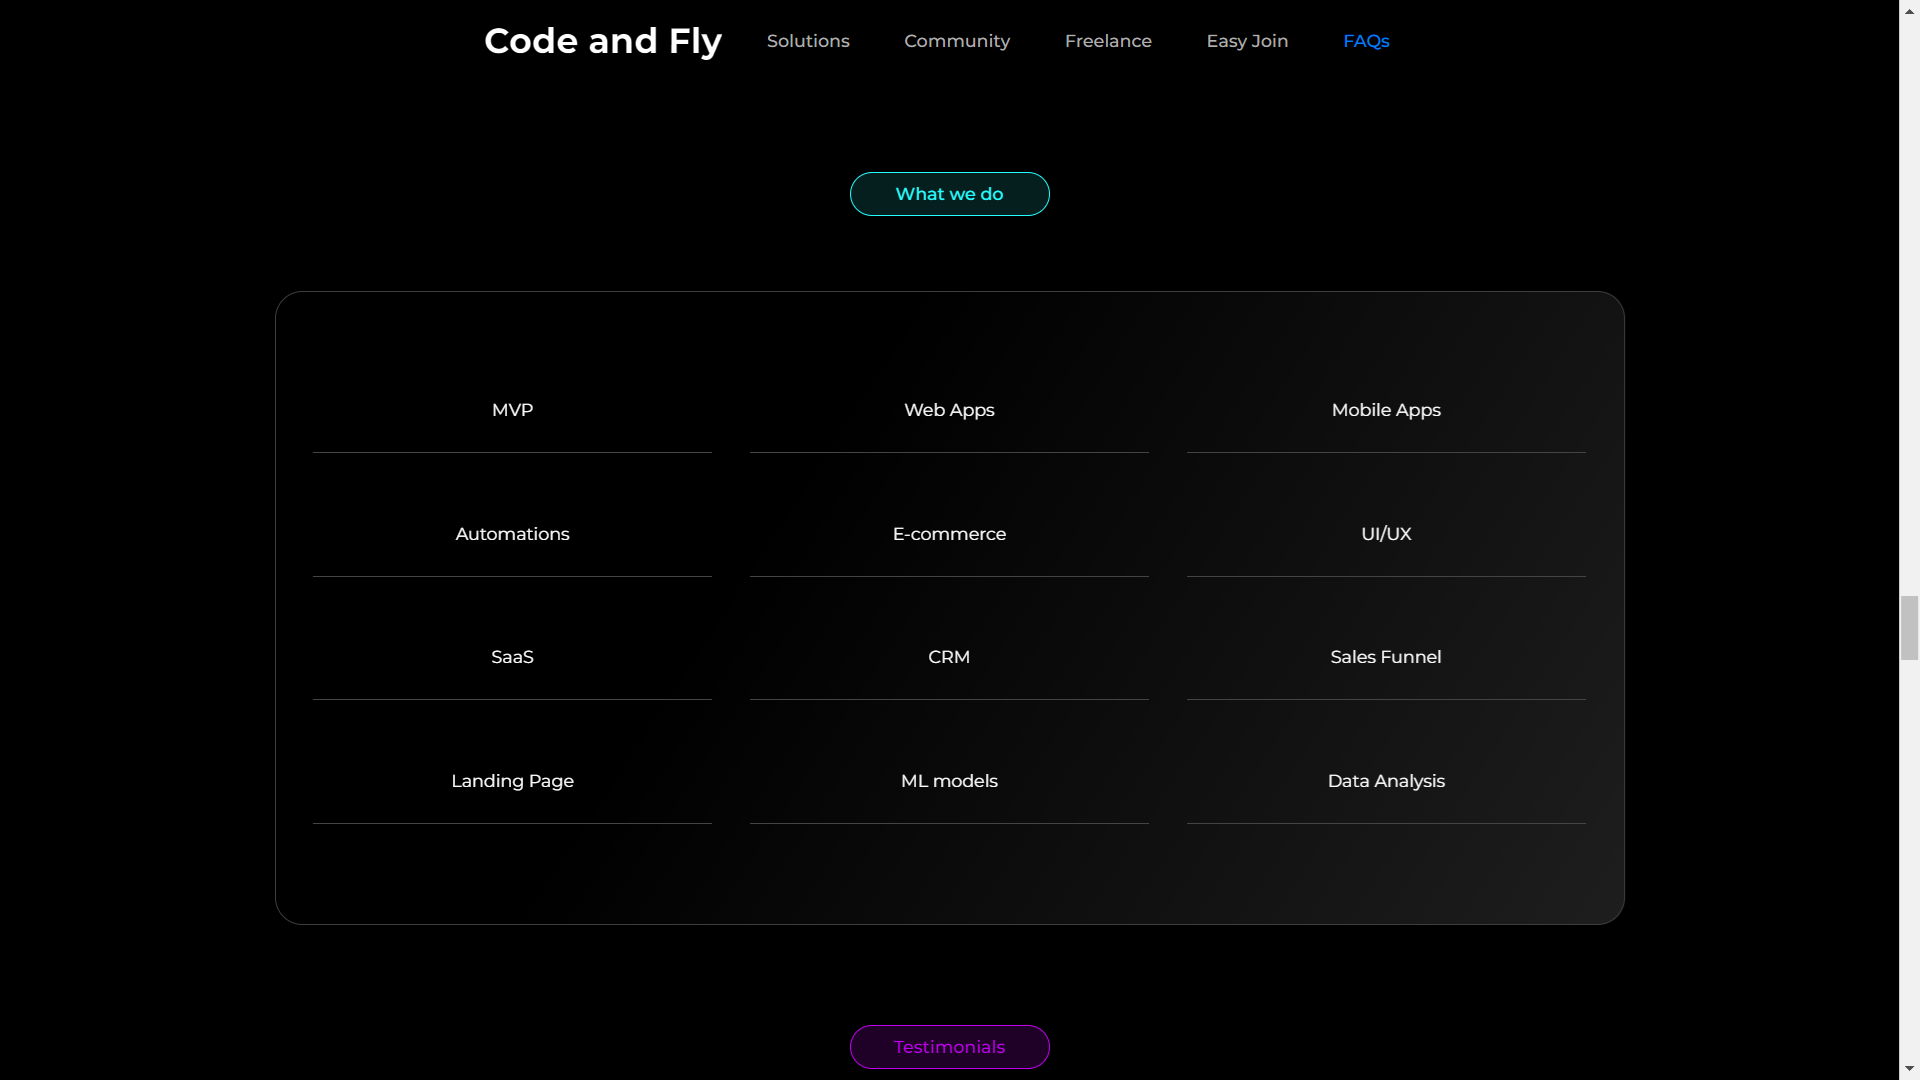 Code and Fly Solutions Community Freelance Easy Join FAQs
What we do
MVP Web Apps Mobile Apps
Automations E-commerce UI/UX
SaaS CRM Sales Funnel
Landing Page ML models Data Analysis
Testimonials